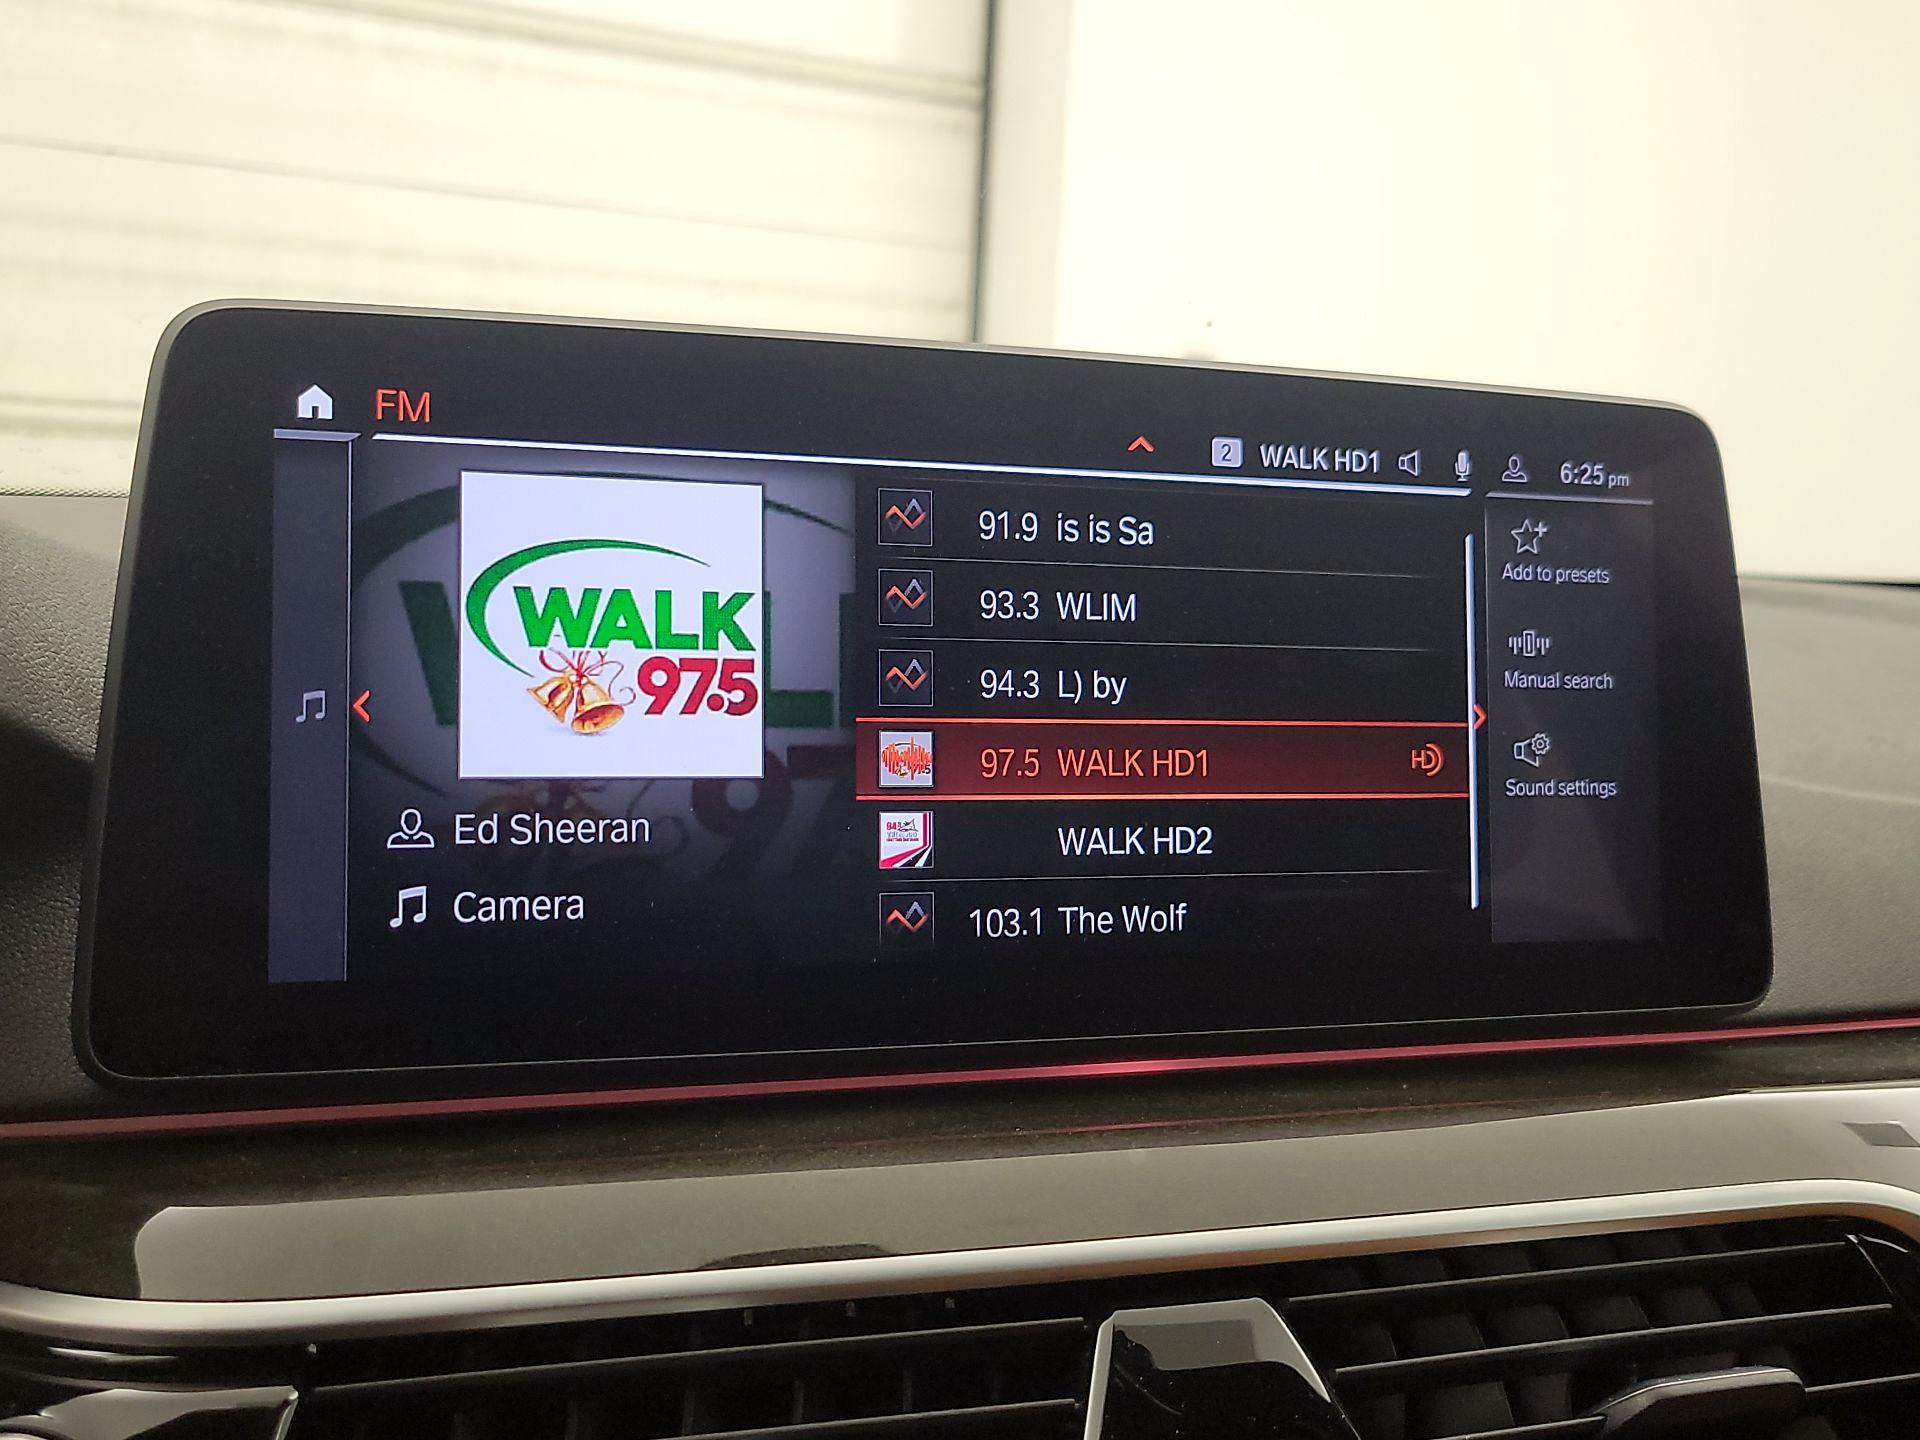 FM
2 WALK HD1
6:25 pm
WALK
97.5
Ed Sheeran
Camera
91.9 is is Sa
93.3 WLIM
94.3 L) by
97.5 WALK HD1 HD
WALK HD2
103.1 The Wolf
Add to presets
Manual search
Sound settings